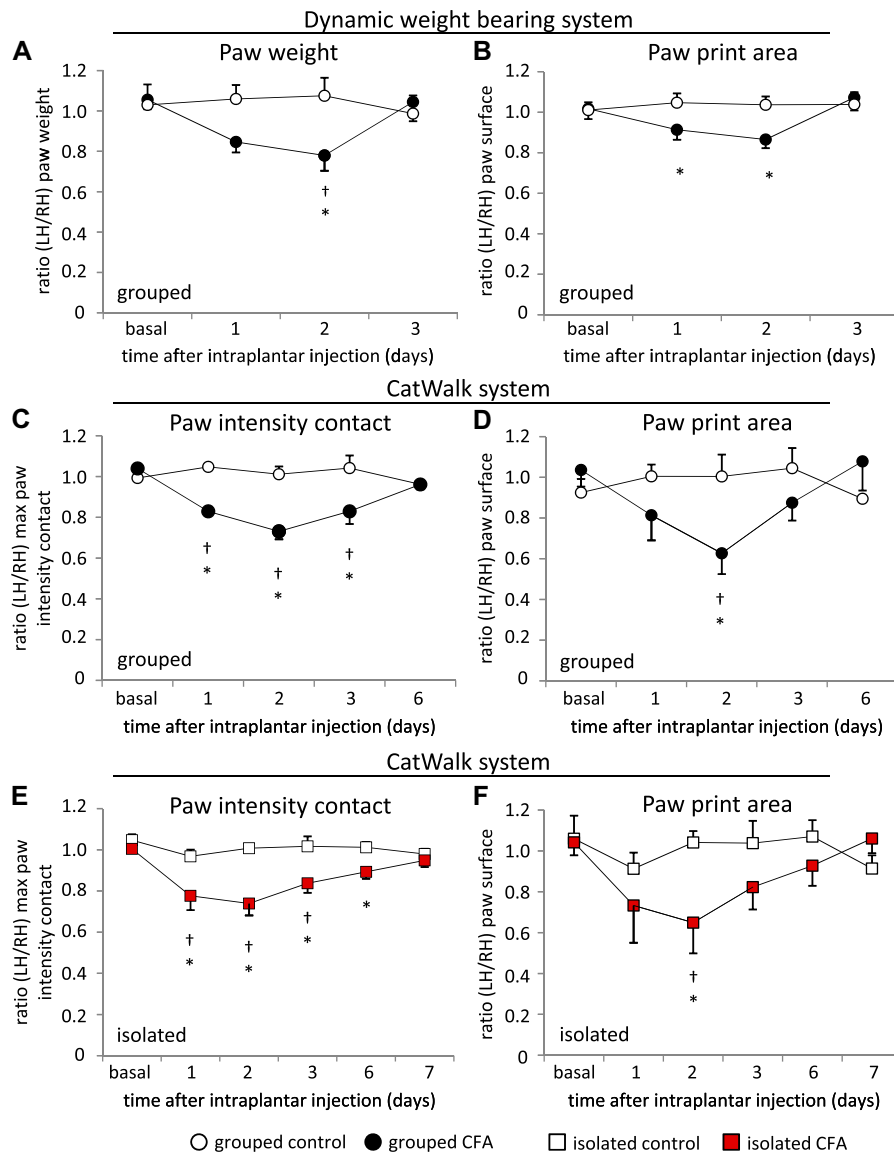 Dynamic weight bearing system
A
Paw weight
ratio (LH/RH) paw weight
1.2
1.0
0.8
0.6
0.4
0.2
0
†
*
grouped
basal 1 2 3
time after intraplantar injection (days)
B
Paw print area
ratio (LH/RH) paw surface
1.2
1.0
0.8
0.6
0.4
0.2
0
* *
grouped
basal 1 2 3
time after intraplantar injection (days)
CatWalk system
C
Paw intensity contact
ratio (LH/RH) max paw
intensity contact
1.2
1.0
0.8
0.6
0.4
0.2
0
† † †
* * *
grouped
basal 1 2 3 6
time after intraplantar injection (days)
D
Paw print area
ratio (LH/RH) paw surface
1.2
1.0
0.8
0.6
0.4
0.2
0
†
*
grouped
basal 1 2 3 6
time after intraplantar injection (days)
CatWalk system
E
Paw intensity contact
ratio (LH/RH) max paw
intensity contact
1.2
1.0
0.8
0.6
0.4
0.2
0
† † †
* * * *
isolated
basal 1 2 3 6 7
time after intraplantar injection (days)
F
Paw print area
ratio (LH/RH) paw surface
1.2
1.0
0.8
0.6
0.4
0.2
0
†
*
isolated
basal 1 2 3 6 7
time after intraplantar injection (days)
grouped control grouped CFA isolated control isolated CFA